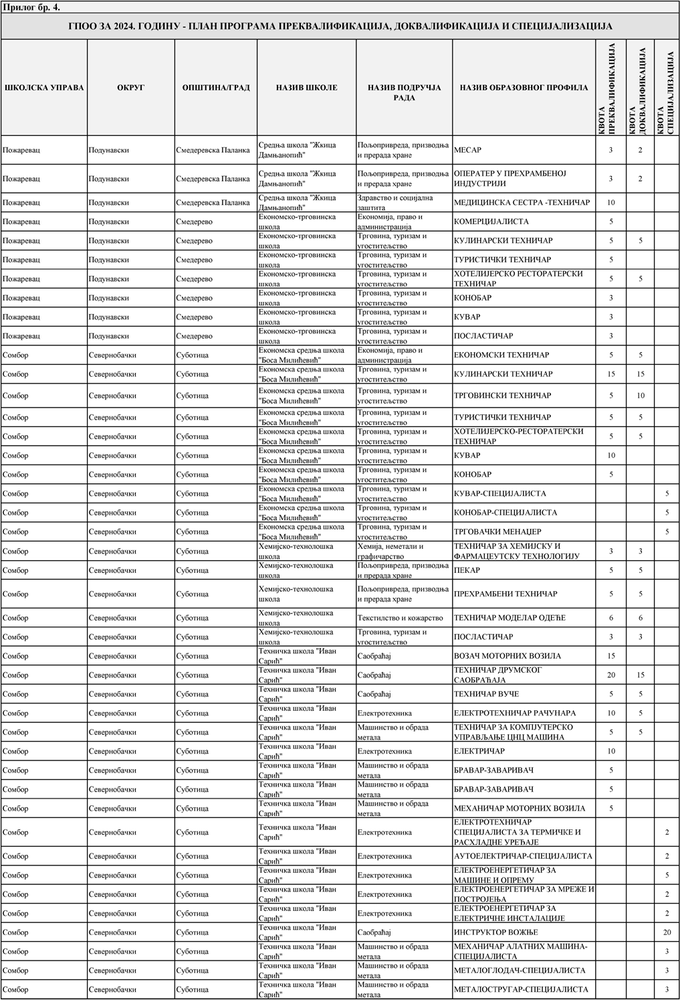 Прилог бр. 4.
ГПОО ЗА 2024. ГОДИНУ - ПЛАН ПРОГРАМА ПРЕКВАЛИФИКАЦИЈА, ДОКВАЛИФИКАЦИЈА И СПЕЦИЈАЛИЗАЦИЈА
ШКОЛСКА УПРАВА ОКРУГ ОПШТИНА/ГРАД НАЗИВ ШКОЛЕ НАЗИВ ПОДРУЧЈА РАДА НАЗИВ ОБРАЗОВНОГ ПРОФИЛА КВОТА ПРЕКВАЛИФИКАЦИЈА КВОТА ДОКВАЛИФИКАЦИЈА КВОТА СПЕЦИЈАЛИЗАЦИЈА
Пожаревац Подунавски Смедеревска Паланка Средња школа "Жкица Дамњанопић" Пољопривреда, призводња и прерада хране МЕСАР 3 2
Пожаревац Подунавски Смедеревска Паланка Средња школа "Жкица Дамњанопић" Пољопривреда, призводња и прерада хране ОПЕРАТЕР У ПРЕХРАМБЕНОЈ ИНДУСТРИЈИ 3 2
Пожаревац Подунавски Смедеревска Паланка Средња школа "Жкица Дамњанопић" Здравство и социјална заштита МЕДИЦИНСКА СЕСТРА -ТЕХНИЧАР 10
Пожаревац Подунавски Смедерево Економско-трговинска школа Економија, право и администрација КОМЕРЦИЈАЛИСТА 5
Пожаревац Подунавски Смедерево Економско-трговинска школа Трговина, туризам и угоститељство КУЛИНАРСКИ ТЕХНИЧАР 5 5
Пожаревац Подунавски Смедерево Економско-трговинска школа Трговина, туризам и угоститељство ТУРИСТИЧКИ ТЕХНИЧАР 5
Пожаревац Подунавски Смедерево Економско-трговинска школа Трговина, туризам и угоститељство ХОТЕЛИЈЕРСКО РЕСТОРАТЕРСКИ ТЕХНИЧАР 5 5
Пожаревац Подунавски Смедерево Економско-трговинска школа Трговина, туризам и угоститељство КОНОБАР 3
Пожаревац Подунавски Смедерево Економско-трговинска школа Трговина, туризам и угоститељство КУВАР 3
Пожаревац Подунавски Смедерево Економско-трговинска школа Трговина, туризам и угоститељство ПОСЛАСТИЧАР 3
Сомбор Севернобачки Суботица Економска средња школа "Боса Милићевић" Економија, право и администрација ЕКОНОМСКИ ТЕХНИЧАР 5 5
Сомбор Севернобачки Суботица Економска средња школа "Боса Милићевић" Трговина, туризам и угоститељство КУЛИНАРСКИ ТЕХНИЧАР 15 15
Сомбор Севернобачки Суботица Економска средња школа "Боса Милићевић" Трговина, туризам и угоститељство ТРГОВИНСКИ ТЕХНИЧАР 5 10
Сомбор Севернобачки Суботица Економска средња школа "Боса Милићевић" Трговина, туризам и угоститељство ТУРИСТИЧКИ ТЕХНИЧАР 5 5
Сомбор Севернобачки Суботица Економска средња школа "Боса Милићевић" Трговина, туризам и угоститељство ХОТЕЛИЈЕРСКО-РЕСТОРАТЕРСКИ ТЕХНИЧАР 5 5
Сомбор Севернобачки Суботица Економска средња школа "Боса Милићевић" Трговина, туризам и угоститељство КУВАР 10
Сомбор Севернобачки Суботица Економска средња школа "Боса Милићевић" Трговина, туризам и угоститељство КОНОБАР 5
Сомбор Севернобачки Суботица Економска средња школа "Боса Милићевић" Трговина, туризам и угоститељство КУВАР-СПЕЦИЈАЛИСТА 5
Сомбор Севернобачки Суботица Економска средња школа "Боса Милићевић" Трговина, туризам и угоститељство КОНОБАР-СПЕЦИЈАЛИСТА 5
Сомбор Севернобачки Суботица Економска средња школа "Боса Милићевић" Трговина, туризам и угоститељство ТРГОВАЧКИ МЕНАЏЕР 5
Сомбор Севернобачки Суботица Хемијско-технолошка школа Хемија, неметали и графичарство ТЕХНИЧАР ЗА ХЕМИЈСКУ И ФАРМАЦЕУТСКУ ТЕХНОЛОГИЈУ 3 3
Сомбор Севернобачки Суботица Хемијско-технолошка школа Пољопривреда, призводња и прерада хране ПЕКАР 5 5
Сомбор Севернобачки Суботица Хемијско-технолошка школа Пољопривреда, призводња и прерада хране ПРЕХРАМБЕНИ ТЕХНИЧАР 5 5
Сомбор Севернобачки Суботица Хемијско-технолошка школа Текстилство и кожарство ТЕХНИЧАР МОДЕЛАР ОДЕЋЕ 6 6
Сомбор Севернобачки Суботица Хемијско-технолошка школа Трговина, туризам и угоститељство ПОСЛАСТИЧАР 3 3
Сомбор Севернобачки Суботица Техничка школа "Иван Сарић" Саобраћај ВОЗАЧ МОТОРНИХ ВОЗИЛА 15
Сомбор Севернобачки Суботица Техничка школа "Иван Сарић" Саобраћај ТЕХНИЧАР ДРУМСКОГ САОБРАЋАЈА 20 15
Сомбор Севернобачки Суботица Техничка школа "Иван Сарић" Саобраћај ТЕХНИЧАР ВУЧЕ 5 5
Сомбор Севернобачки Суботица Техничка школа "Иван Сарић" Електротехника ЕЛЕКТРОТЕХНИЧАР РАЧУНАРА 10 5
Сомбор Севернобачки Суботица Техничка школа "Иван Сарић" Машинство и обрада метала ТЕХНИЧАР ЗА КОМПЈУТЕРСКО УПРАВЉАЊЕ ЦНЦ МАШИНА 5 5
Сомбор Севернобачки Суботица Техничка школа "Иван Сарић" Електротехника ЕЛЕКТРИЧАР 10
Сомбор Севернобачки Суботица Техничка школа "Иван Сарић" Машинство и обрада метала БРАВАР-ЗАВАРИВАЧ 5
Сомбор Севернобачки Суботица Техничка школа "Иван Сарић" Машинство и обрада метала БРАВАР-ЗАВАРИВАЧ 5
Сомбор Севернобачки Суботица Техничка школа "Иван Сарић" Машинство и обрада метала МЕХАНИЧАР МОТОРНИХ ВОЗИЛА 5
Сомбор Севернобачки Суботица Техничка школа "Иван Сарић" Електротехника ЕЛЕКТРОТЕХНИЧАР СПЕЦИЈАЛИСТА ЗА ТЕРМИЧКЕ И РАСХЛАДНЕ УРЕЂАЈЕ 2
Сомбор Севернобачки Суботица Техничка школа "Иван Сарић" Електротехника АУТОЕЛЕКТРИЧАР-СПЕЦИЈАЛИСТА 2
Сомбор Севернобачки Суботица Техничка школа "Иван Сарић" Електротехника ЕЛЕКТРОЕНЕРГЕТИЧАР ЗА МАШИНЕ И ОПРЕМУ 5
Сомбор Севернобачки Суботица Техничка школа "Иван Сарић" Електротехника ЕЛЕКТРОЕНЕРГЕТИЧАР ЗА МРЕЖЕ И ПОСТРОЈЕЊА 2
Сомбор Севернобачки Суботица Техничка школа "Иван Сарић" Електротехника ЕЛЕКТРОЕНЕРГЕТИЧАР ЗА ЕЛЕКТРИЧНЕ ИНСТАЛАЦИЈЕ 2
Сомбор Севернобачки Суботица Техничка школа "Иван Сарић" Саобраћај ИНСТРУКТОР ВОЖЊЕ 20
Сомбор Севернобачки Суботица Техничка школа "Иван Сарић" Машинство и обрада метала МЕХАНИЧАР АЛАТНИХ МАШИНА-СПЕЦИЈАЛИСТА 3
Сомбор Севернобачки Суботица Техничка школа "Иван Сарић" Машинство и обрада метала МЕТАЛОГЛОДАЧ-СПЕЦИЈАЛИСТА 3
Сомбор Севернобачки Суботица Техничка школа "Иван Сарић" Машинство и обрада метала МЕТАЛОСТРУГАР-СПЕЦИЈАЛИСТА 3